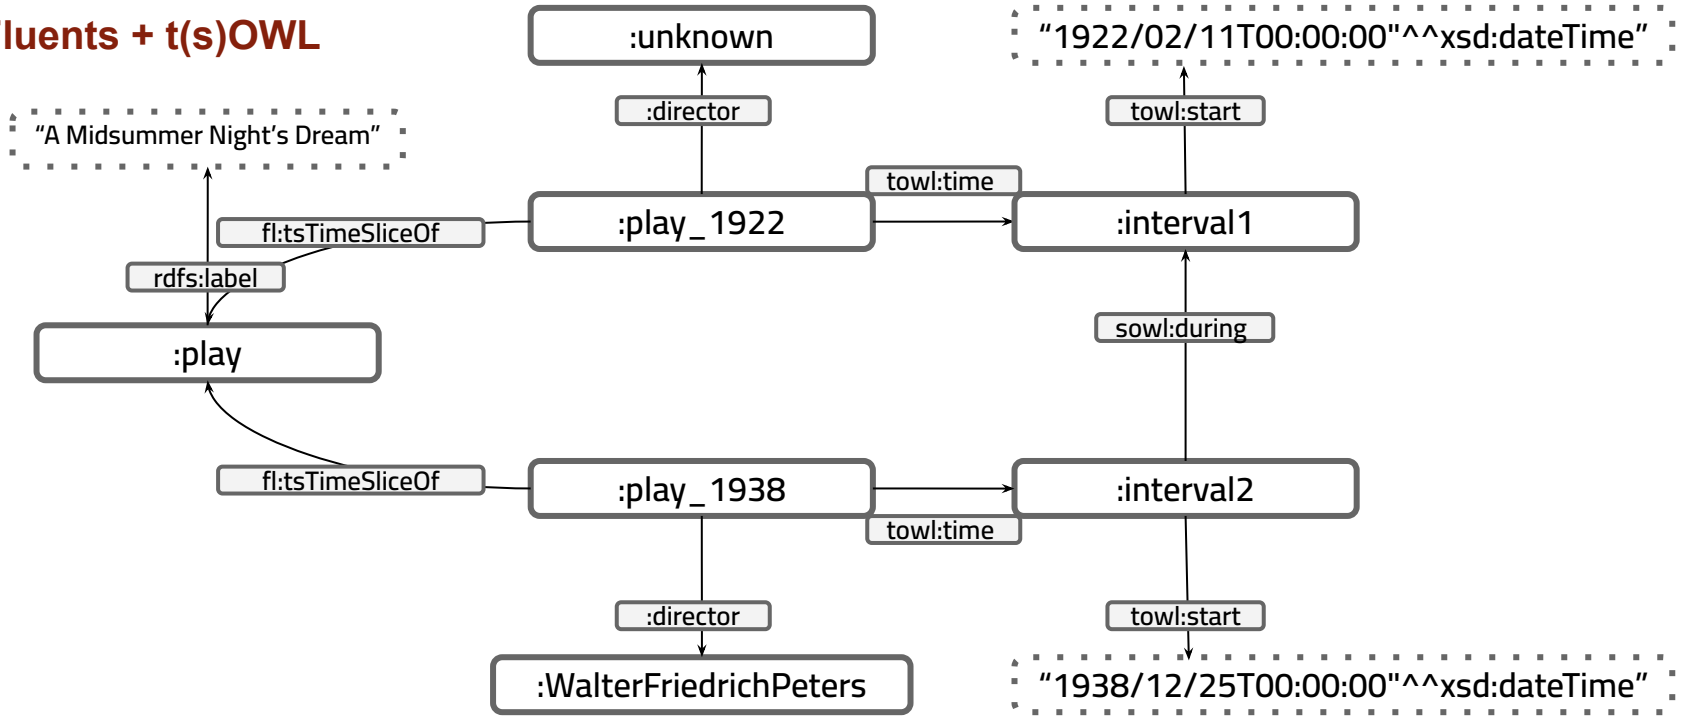 luents + t(s)OWL
:unknown
“1922/02/11T00:00:00"^^xsd:dateTime”
:director
towl:start
“A Midsummer Night’s Dream”
towl:time
:play_1922
:interval1
fl:tsTimeSliceOf
rdfs:label
sowl:during
:play
fl:tsTimeSliceOf
:play_1938
:interval2
towl:time
:director
towl:start
:WalterFriedrichPeters
“1938/12/25T00:00:00"^^xsd:dateTime”